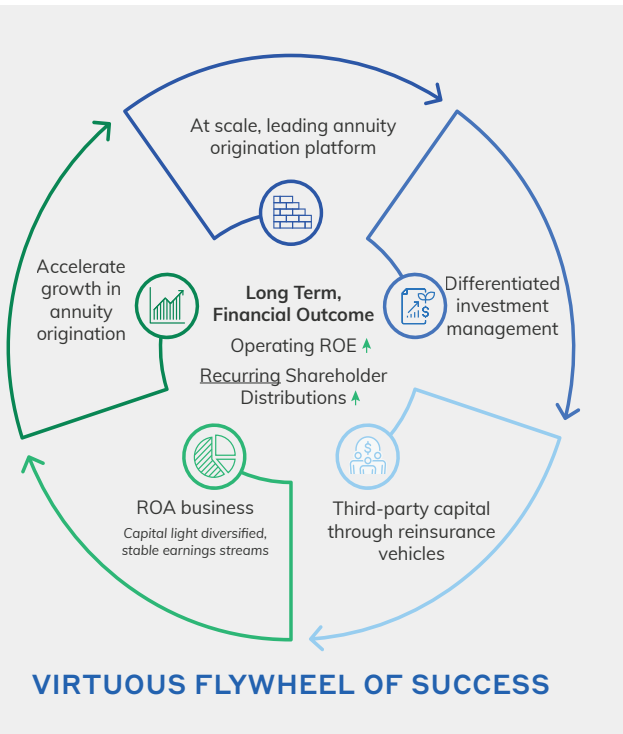 At scale, leading annuity
origination platform
Differentiated
investment
management
Third-party capital
through reinsurance
vehicles
ROA business
Capital light diversified,
stable earnings streams
Accelerate
growth in
annuity
origination
Long Term,
Financial Outcome
Operating ROE
Recurring Shareholder
Distributions
$
$
VIRTUOUS FLYWHEEL OF SUCCESS